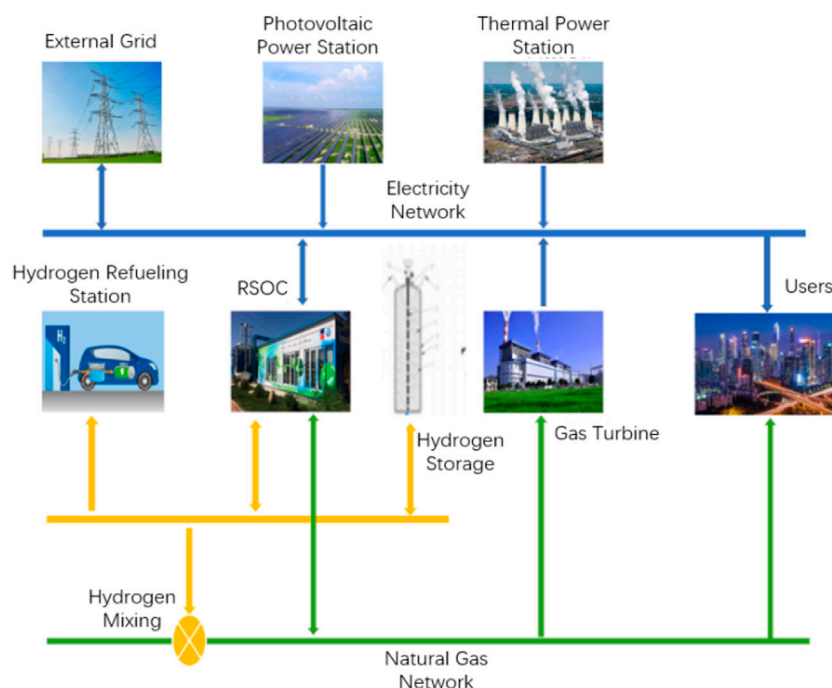 External Grid
Photovoltaic
Power Station
Thermal Power
Station
Electricity
Network
Hydrogen Refueling
Station
RSOC
Users
H2
Hydrogen
Storage
Gas Turbine
Hydrogen
Mixing
Natural Gas
Network